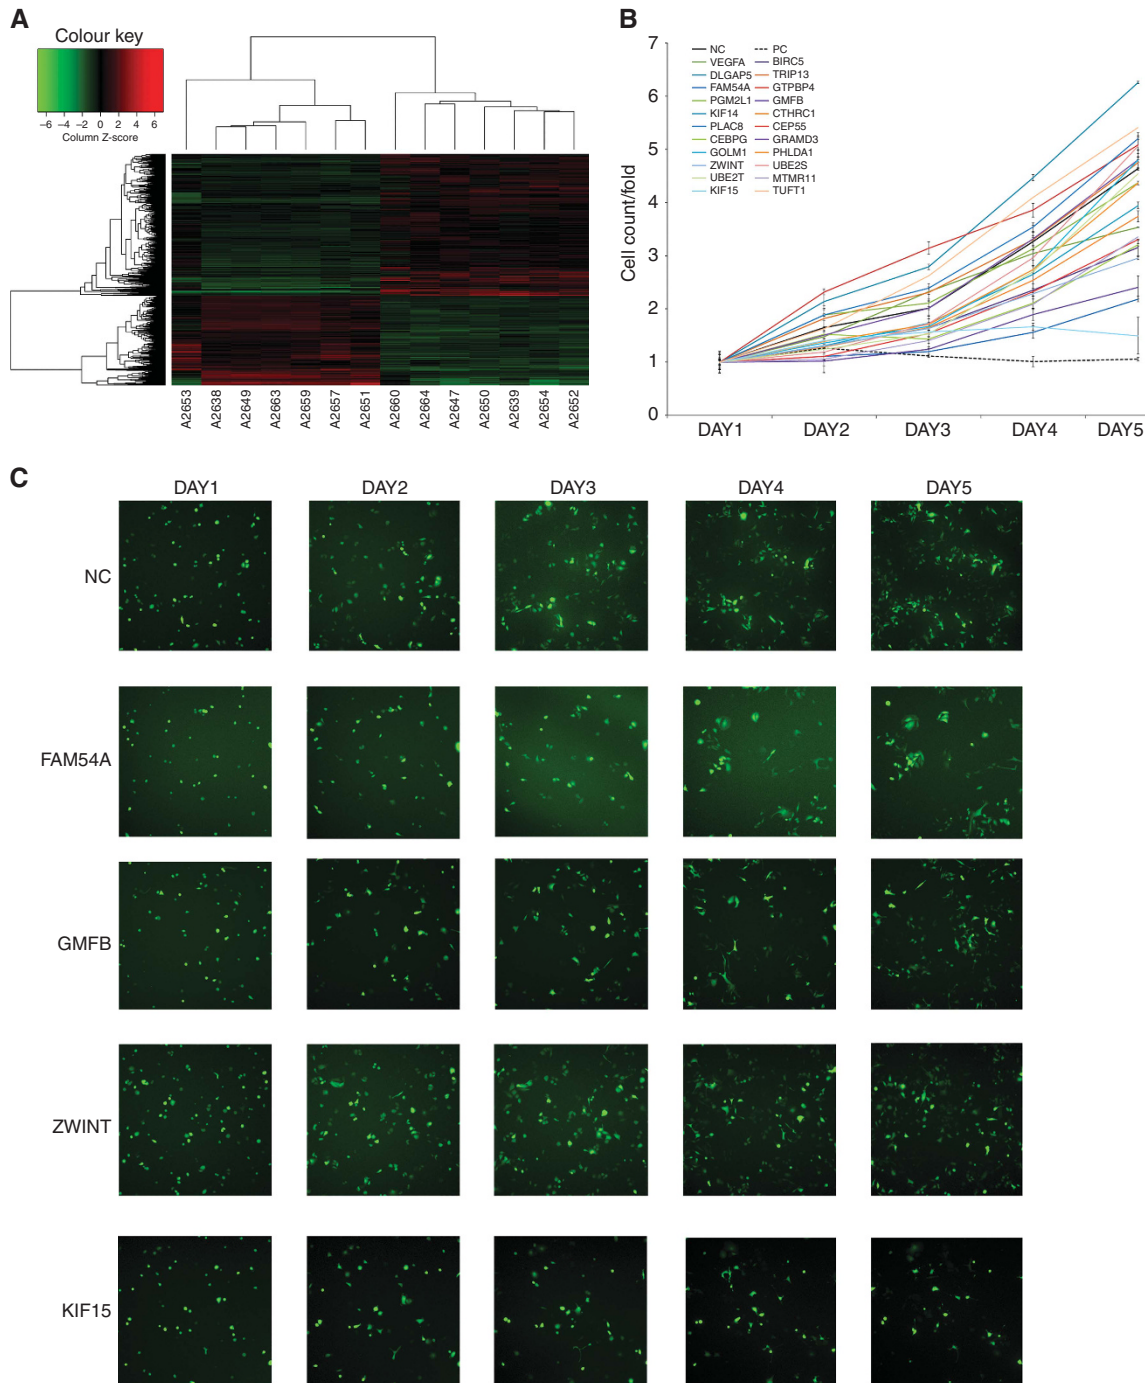 A
Colour key
−6 −4 −2 0 2 4 6
Column Z-score
A2653
A2638
A2649
A2663
A2659
A2657
A2651
A2660
A2664
A2647
A2650
A2639
A2654
A2652
B
Cell count/fold
7
6
5
4
3
2
1
0
NC PC
VEGFA BIRC5
DLGAP5 TRIP13
FAM54A GTPBP4
PGM2L1 GMFB
KIF14 CTHRC1
PLAC8 CEP55
CEBPG GRAMD3
GOLM1 PHLDA1
ZWINT UBE2S
UBE2T MTMR11
KIF15 TUFT1
DAY1 DAY2 DAY3 DAY4 DAY5
C
DAY1 DAY2 DAY3 DAY4 DAY5
NC
FAM54A
GMFB
ZWINT
KIF15